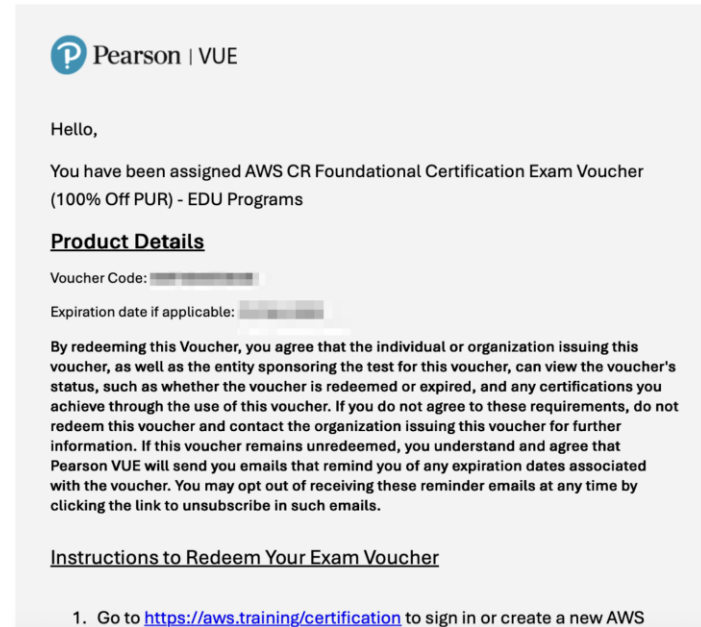 Pearson | VUE
Hello,
You have been assigned AWS CR Foundational Certification Exam Voucher
(100% Off PUR) - EDU Programs
Product Details
Voucher Code:
Expiration date if applicable:
By redeeming this Voucher, you agree that the individual or organization issuing this
voucher, as well as the entity sponsoring the test for this voucher, can view the voucher's
status, such as whether the voucher is redeemed or expired, and any certifications you
achieve through the use of this voucher. If you do not agree to these requirements, do not
redeem this voucher and contact the organization issuing this voucher for further
information. If this voucher remains unredeemed, you understand and agree that
Pearson VUE will send you emails that remind you of any expiration dates associated
with the voucher. You may opt out of receiving these reminder emails at any time by
clicking the link to unsubscribe in such emails.
Instructions to Redeem Your Exam Voucher
1. Go to https://aws.training/certification to sign in or create a new AWS